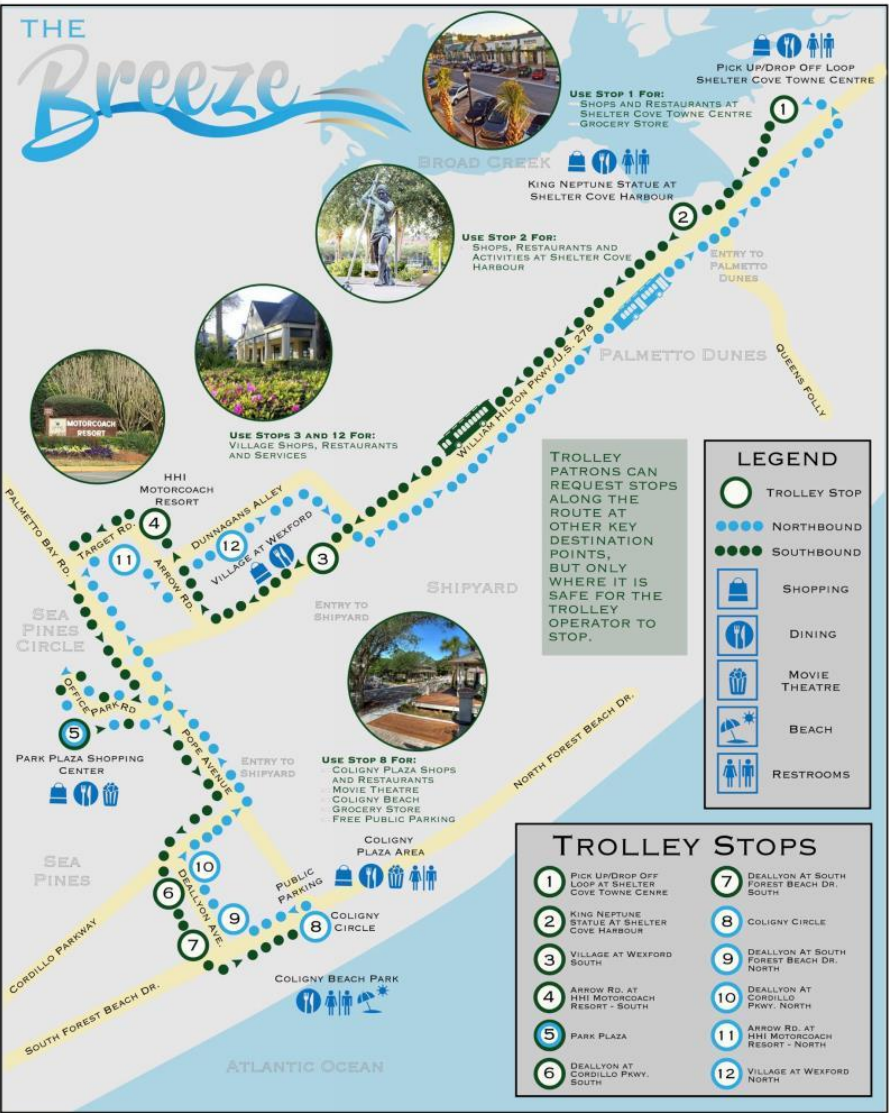 THE
Breeze
PICK UP/DROP OFF LOOP
SHELTER COVE TOWNE CENTRE
1
USE STOP 1 FOR:
SHOPS AND RESTAURANTS AT
SHELTER COVE TOWNE CENTRE
GROCERY STORE
BROAD CREEK
KING NEPTUNE STATUE AT
SHELTER COVE HARBOUR
2
USE STOP 2 FOR:
SHOPS, RESTAURANTS AND
ACTIVITIES AT SHELTER COVE
HARBOUR
ENTRY TO
PALMETTO
DUNES
PALMETTO DUNES
QUEENS FOLLY
WILLIAM HILTON PKWY./U.S. 278
MOTORCOACH
RESORT
USE STOPS 3 AND 12 FOR:
VILLAGE SHOPS, RESTAURANTS
AND SERVICES
HHI
MOTORCOACH
RESORT
4
PALMETTO BAY RD.
TARGET RD.
11
ARROW RD.
DUNNAGANS ALLEY
12
VILLAGE AT WEXFORD
3
ENTRY TO
SHIPYARD
SHIPYARD
TROLLEY
PATRONS CAN
REQUEST STOPS
ALONG THE
ROUTE AT
OTHER KEY
DESTINATION
POINTS,
BUT ONLY
WHERE IT IS
SAFE FOR THE
TROLLEY
OPERATOR TO
STOP.
LEGEND
TROLLEY STOP
NORTHBOUND
SOUTHBOUND
SHOPPING
DINING
MOVIE
THEATRE
BEACH
RESTROOMS
SEA
PINES
CIRCLE
OFFICE
PARK RD
5
PARK PLAZA SHOPPING
CENTER
POPE AVENUE
ENTRY TO
SHIPYARD
USE STOP 8 FOR:
COLIGNY PLAZA SHOPS
AND RESTAURANTS
MOVIE THEATRE
COLIGNY BEACH
GROCERY STORE
FREE PUBLIC PARKING
NORTH FOREST BEACH DR.
COLIGNY
PLAZA AREA
SEA
PINES
10
6
DEALLYON AVE.
9
PUBLIC
PARKING
8
COLIGNY
CIRCLE
7
CORDILLO PARKWAY
SOUTH FOREST BEACH DR.
COLIGNY BEACH PARK
ATLANTIC OCEAN
TROLLEY STOPS
1 PICK UP/DROP OFF
LOOP AT SHELTER
COVE TOWNE CENRE
2 KING NEPTUNE
STATUE AT SHELTER
COVE HARBOUR
3 VILLAGE AT WEXFORD
SOUTH
4 ARROW RD. AT
HHI MOTORCOACH
RESORT - SOUTH
5 PARK PLAZA
6 DEALLYON AT
CORDILLO PKWY.
SOUTH
7 DEALLYON AT SOUTH
FOREST BEACH DR.
SOUTH
8 COLIGNY CIRCLE
9 DEALLYON AT SOUTH
FOREST BEACH DR.
NORTH
10 DEALLYON AT
CORDILLO
PKWY. NORTH
11 ARROW RD. AT
HHI MOTORCOACH
RESORT - NORTH
12 VILLAGE AT WEXFORD
NORTH